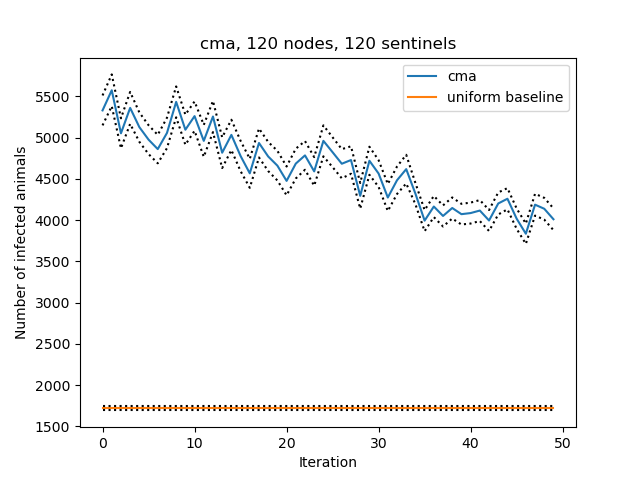 cma, 120 nodes, 120 sentinels
cma
uniform baseline
Number of infected animals
5500
5000
4500
4000
3500
3000
2500
2000
1500
0 10 20 30 40 50
Iteration